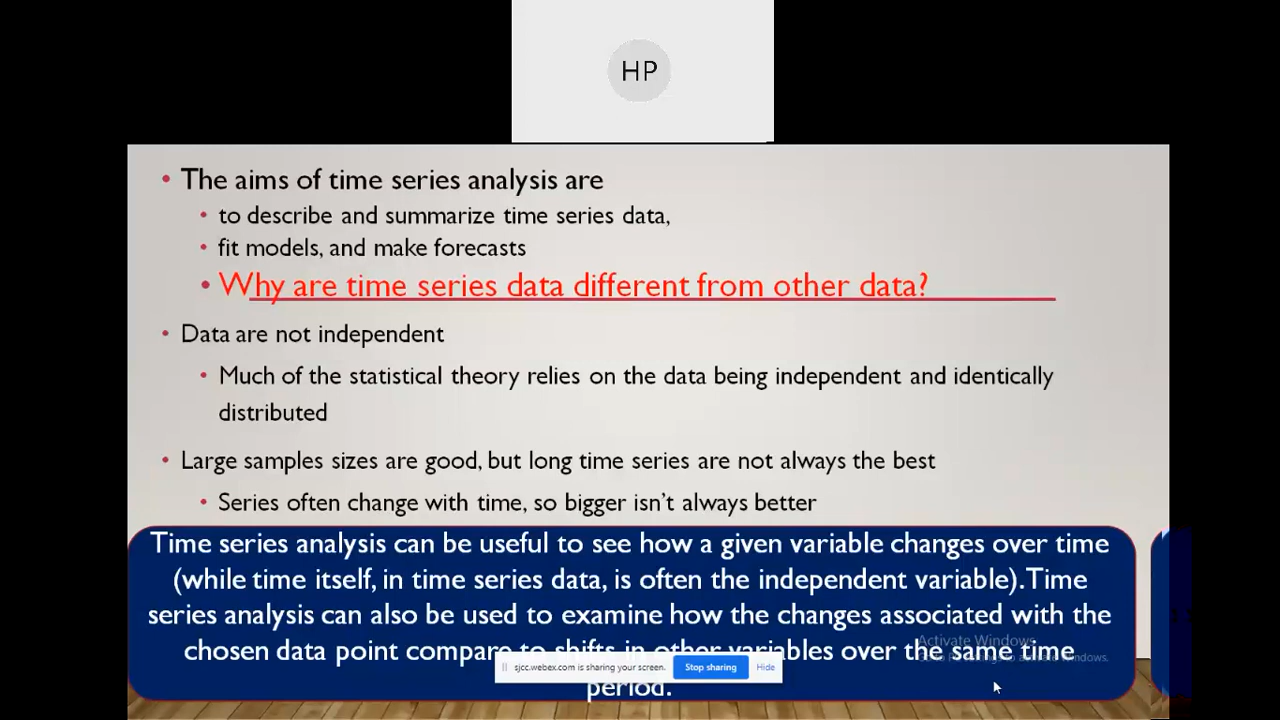 HP
• The aims of time series analysis are
• to describe and summarize time series data,
• fit models, and make forecasts
• Why are time series data different from other data?
• Data are not independent
• Much of the statistical theory relies on the data being independent and identically
distributed
• Large samples sizes are good, but long time series are not always the best
• Series often change with time, so bigger isn't always better
Time series analysis can be useful to see how a given variable changes over time
(while time itself, in time series data, is often the independent variable).Time
series analysis can also be used to examine how the changes associated with the
chosen data point compare to shifts in other variables over the same time
period.
Activate Windows
sjcc.webex.com is sharing your screen. Stop sharing Hide